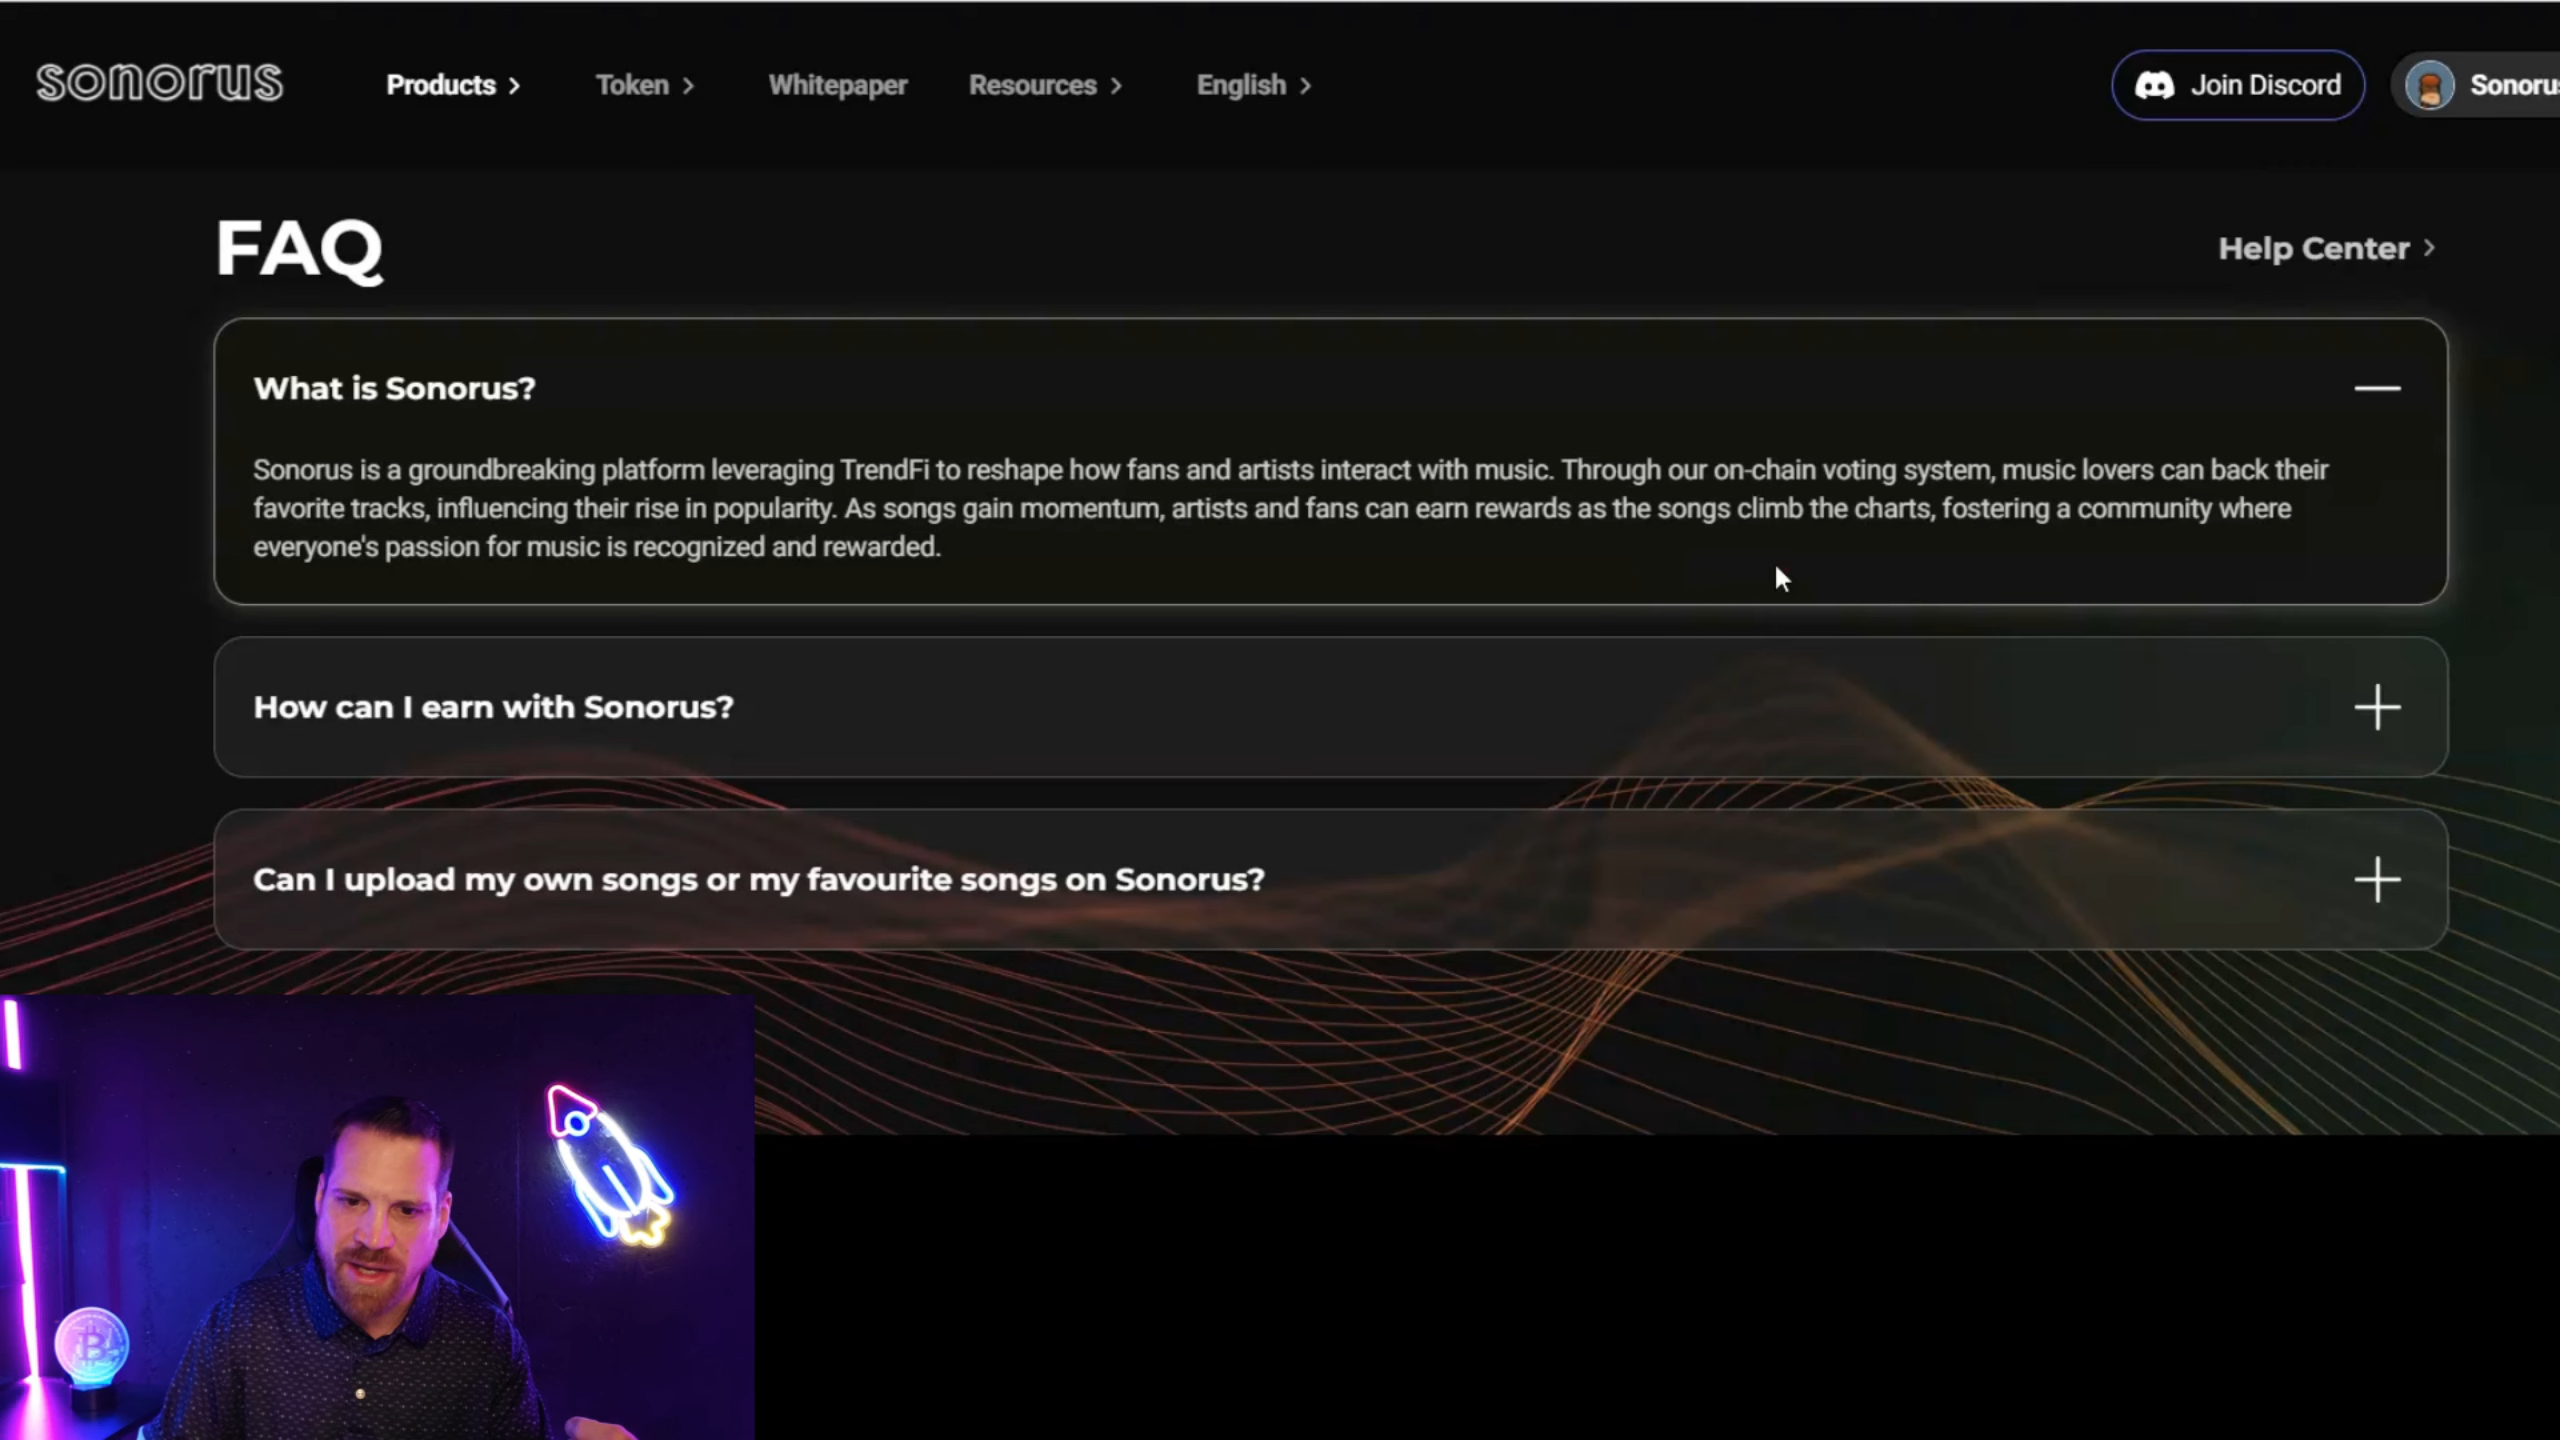 sonorus
Products
Token
Whitepaper
Resources
English
Join Discord
Sonorus
FAQ
Help Center
What is Sonorus?
Sonorus is a groundbreaking platform leveraging TrendFi to reshape how fans and artists interact with music. Through our on-chain voting system, music lovers can back their
favorite tracks, influencing their rise in popularity. As songs gain momentum, artists and fans can earn rewards as the songs climb the charts, fostering a community where
everyone's passion for music is recognized and rewarded.
How can I earn with Sonorus?
Can I upload my own songs or my favourite songs on Sonorus?